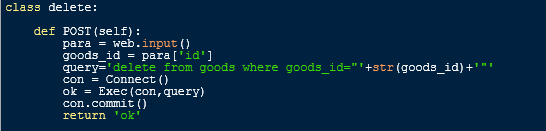 class delete:
def POST(self):
para = web.input()
goods_id = para['id']
query='delete from goods where goods_id="'+str(goods_id)+'"'
con = Connect()
ok = Exec(con,query)
con.commit()
return 'ok'